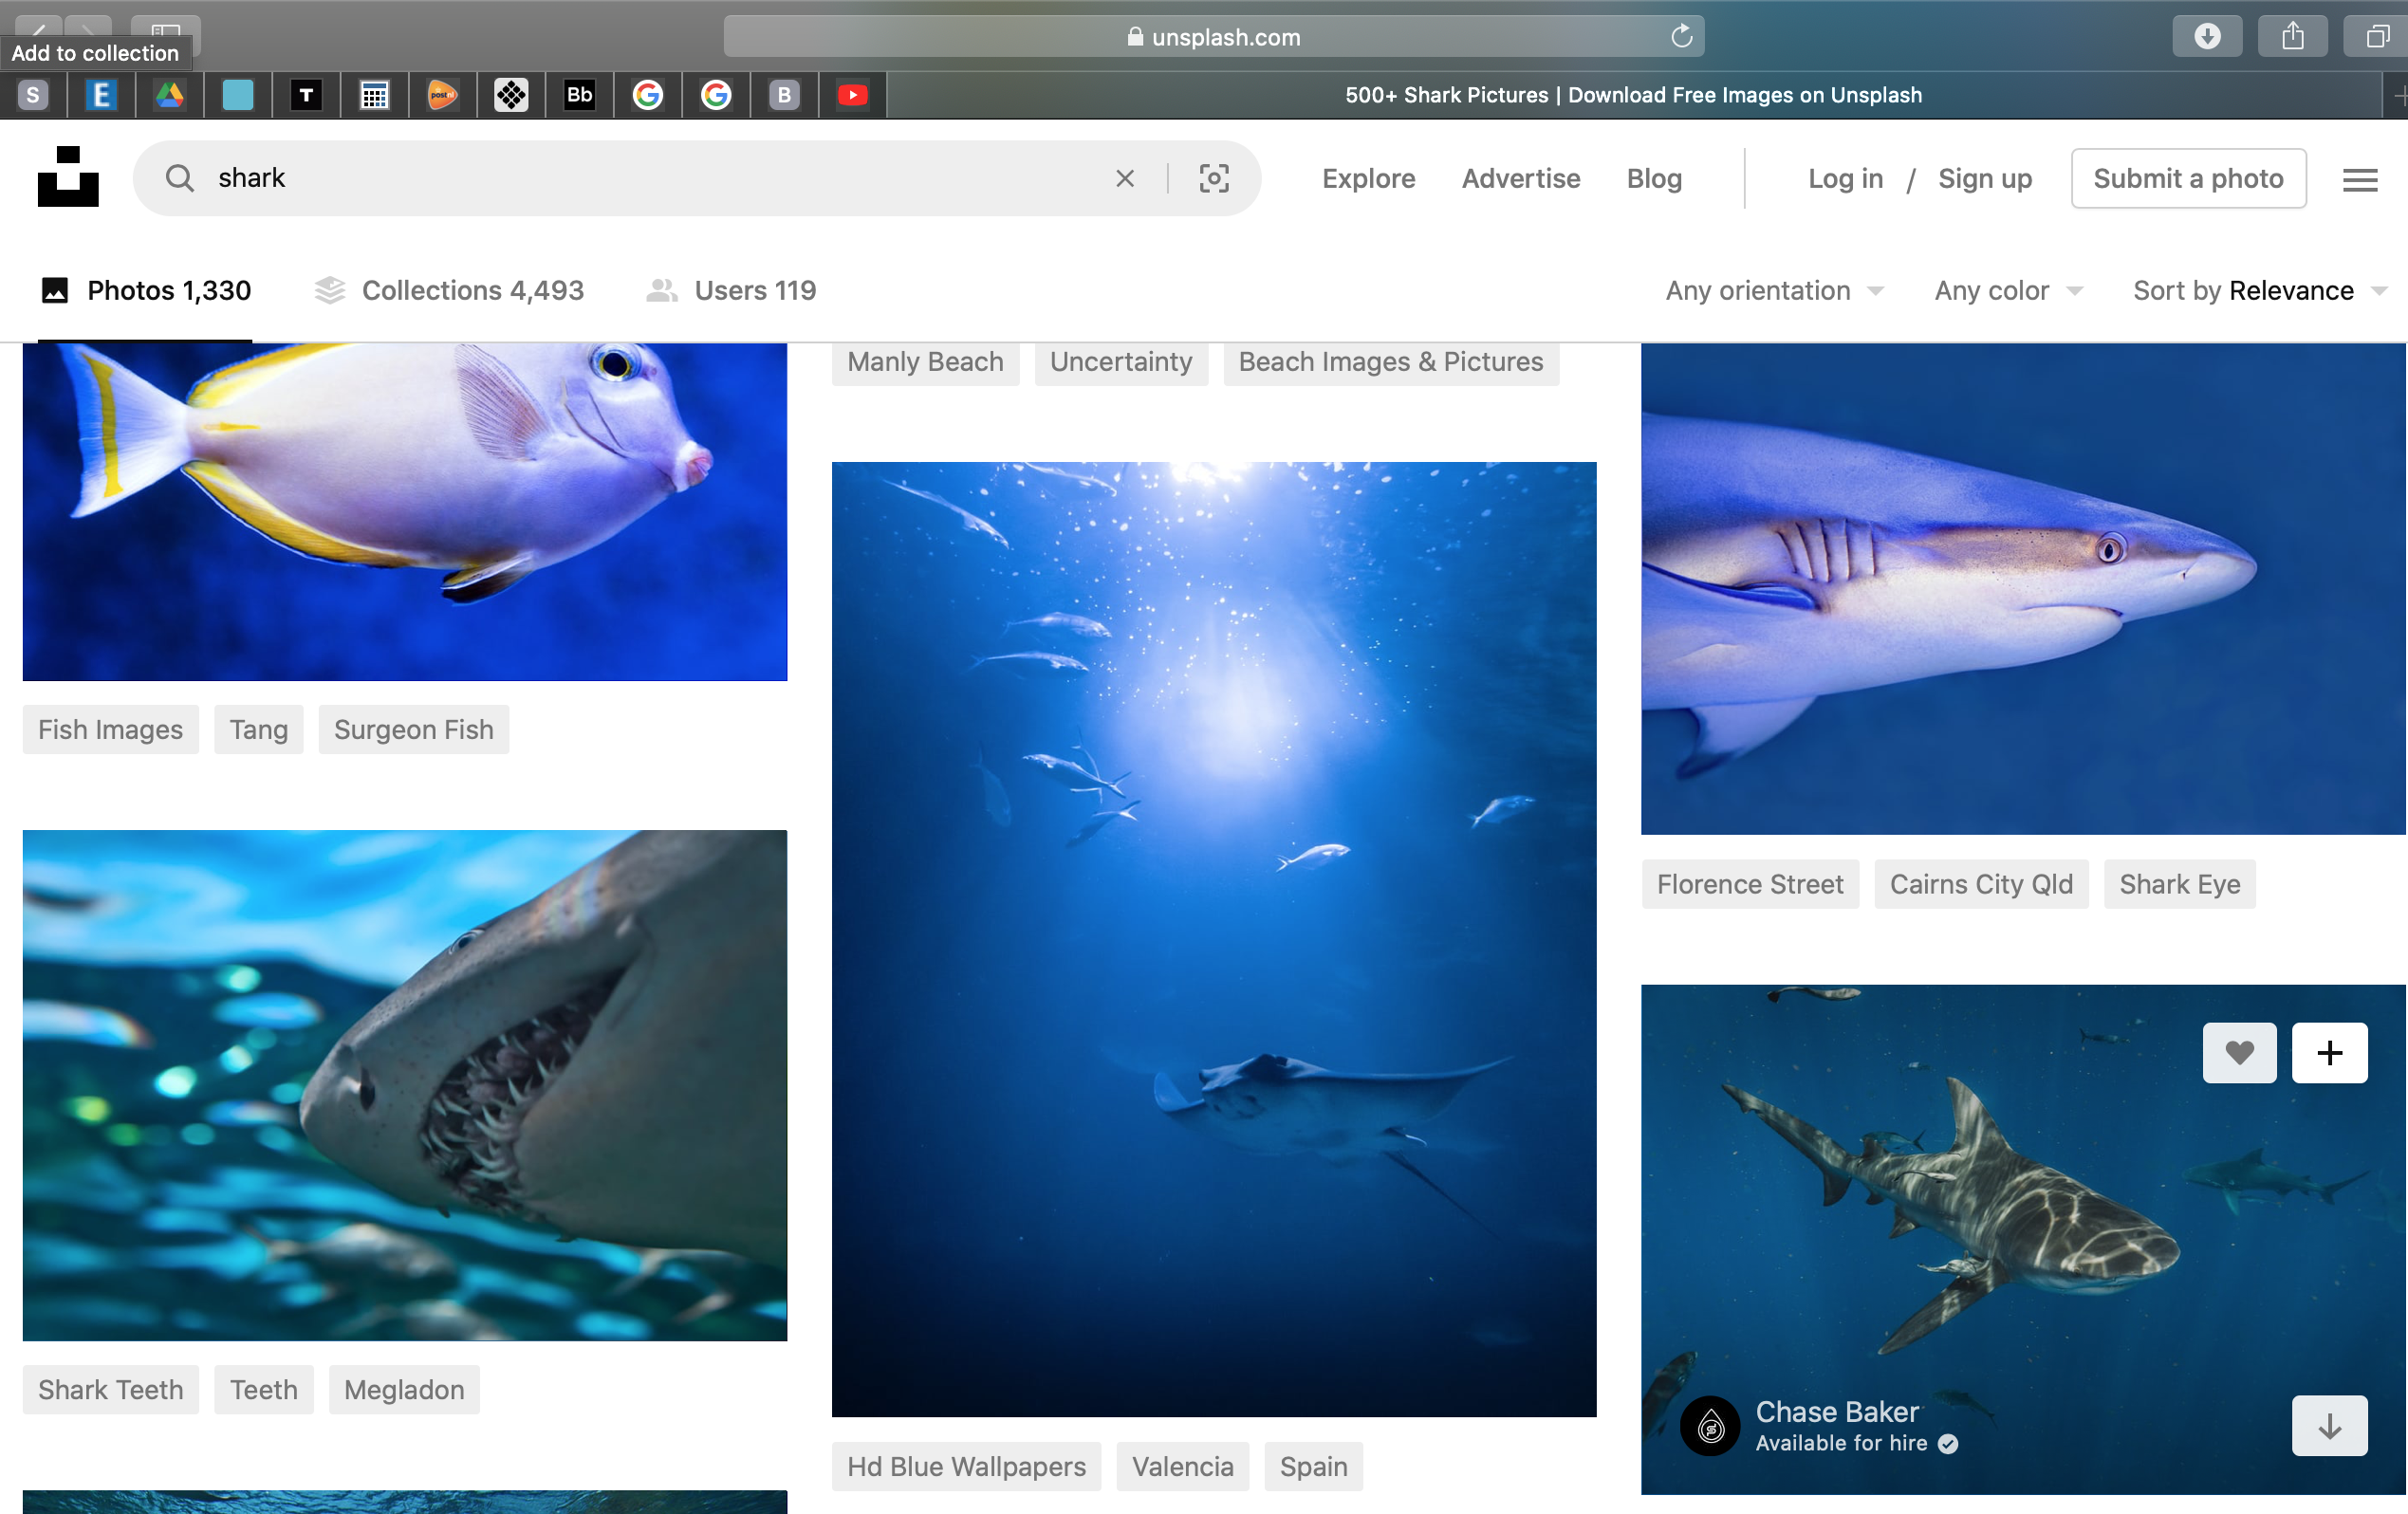 unsplash.com
Add to collection
S E T postnl Bb G G B 500+ Shark Pictures | Download Free Images on Unsplash
shark Explore Advertise Blog Log in / Sign up Submit a photo
Photos 1,330 Collections 4,493 Users 119 Any orientation Any color Sort by Relevance
Manly Beach Uncertainty Beach Images & Pictures
Fish Images Tang Surgeon Fish
Florence Street Cairns City Qld Shark Eye
Shark Teeth Teeth Megladon
Chase Baker
Available for hire
Hd Blue Wallpapers Valencia Spain